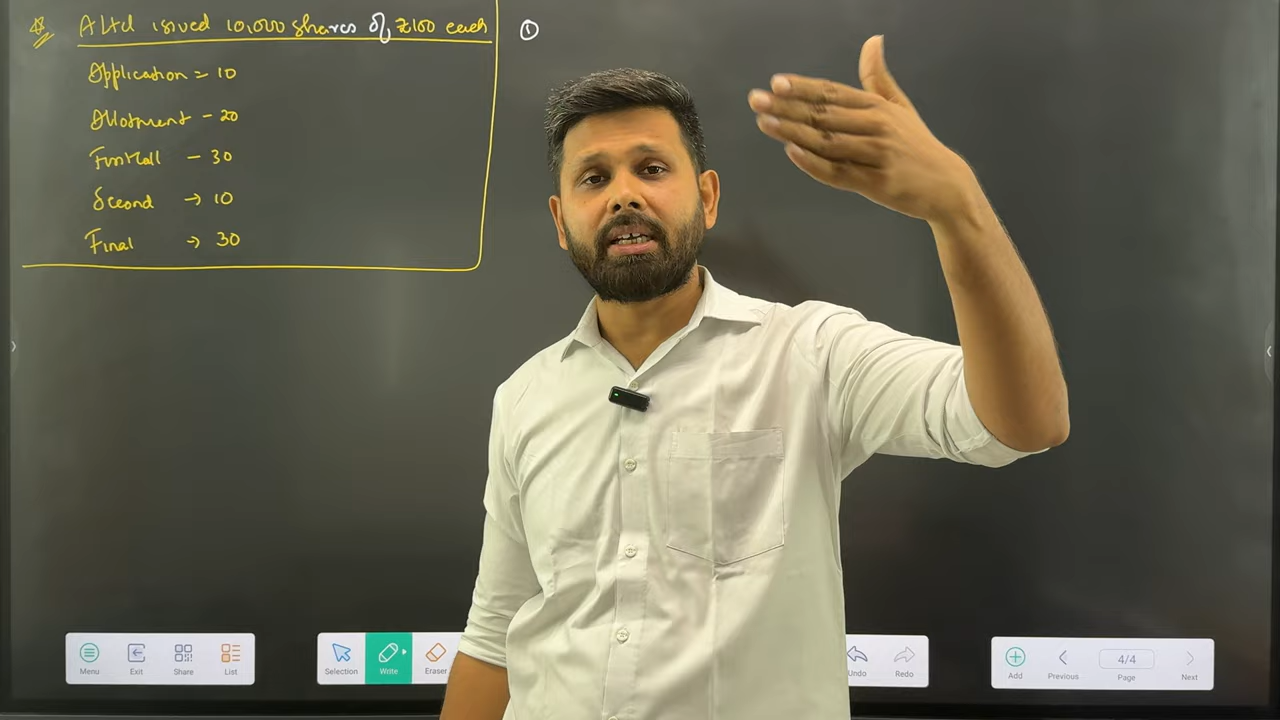 Q. A Ltd issued 10,000 shares of ₹100 each ①
Application = 10
Allotment - 20
First Call - 30
Second → 10
Final → 30
Menu Exit Share List Selection Write Eraser Undo Redo Add Previous 4/4 Page Next